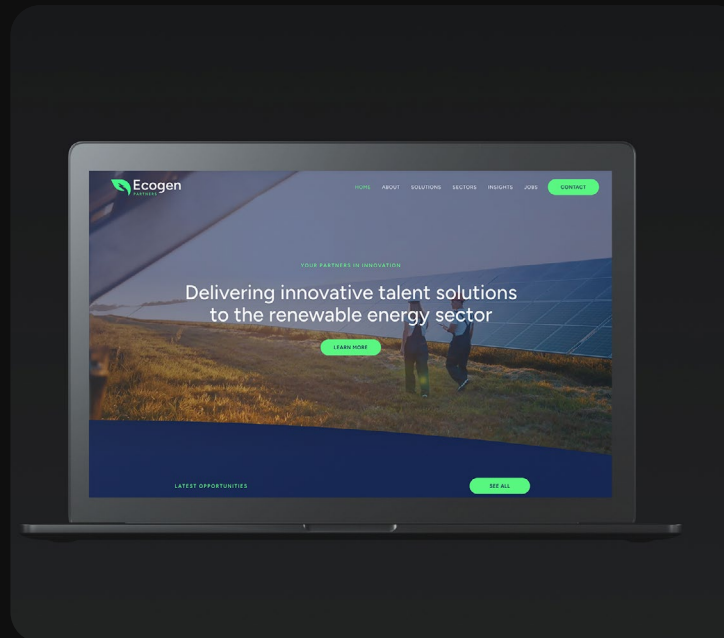 Ecogen
PARTNERS
HOME ABOUT SOLUTIONS SECTORS INSIGHTS JOBS CONTACT
YOUR PARTNERS IN INNOVATION
Delivering innovative talent solutions
to the renewable energy sector
LEARN MORE
LATEST OPPORTUNITIES
SEE ALL